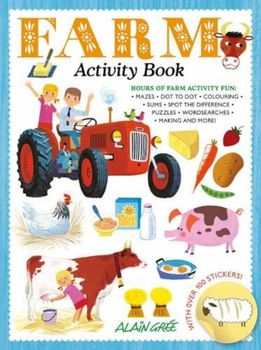 FARM
Activity Book
HOURS OF FARM ACTIVITY FUN:
• MAZES • DOT TO DOT • COLOURING •
• SUMS • SPOT THE DIFFERENCE •
PUZZLES • WORDSEARCHES •
• MAKING AND MORE!
WITH OVER 100 STICKERS!
ALAIN GRÉE